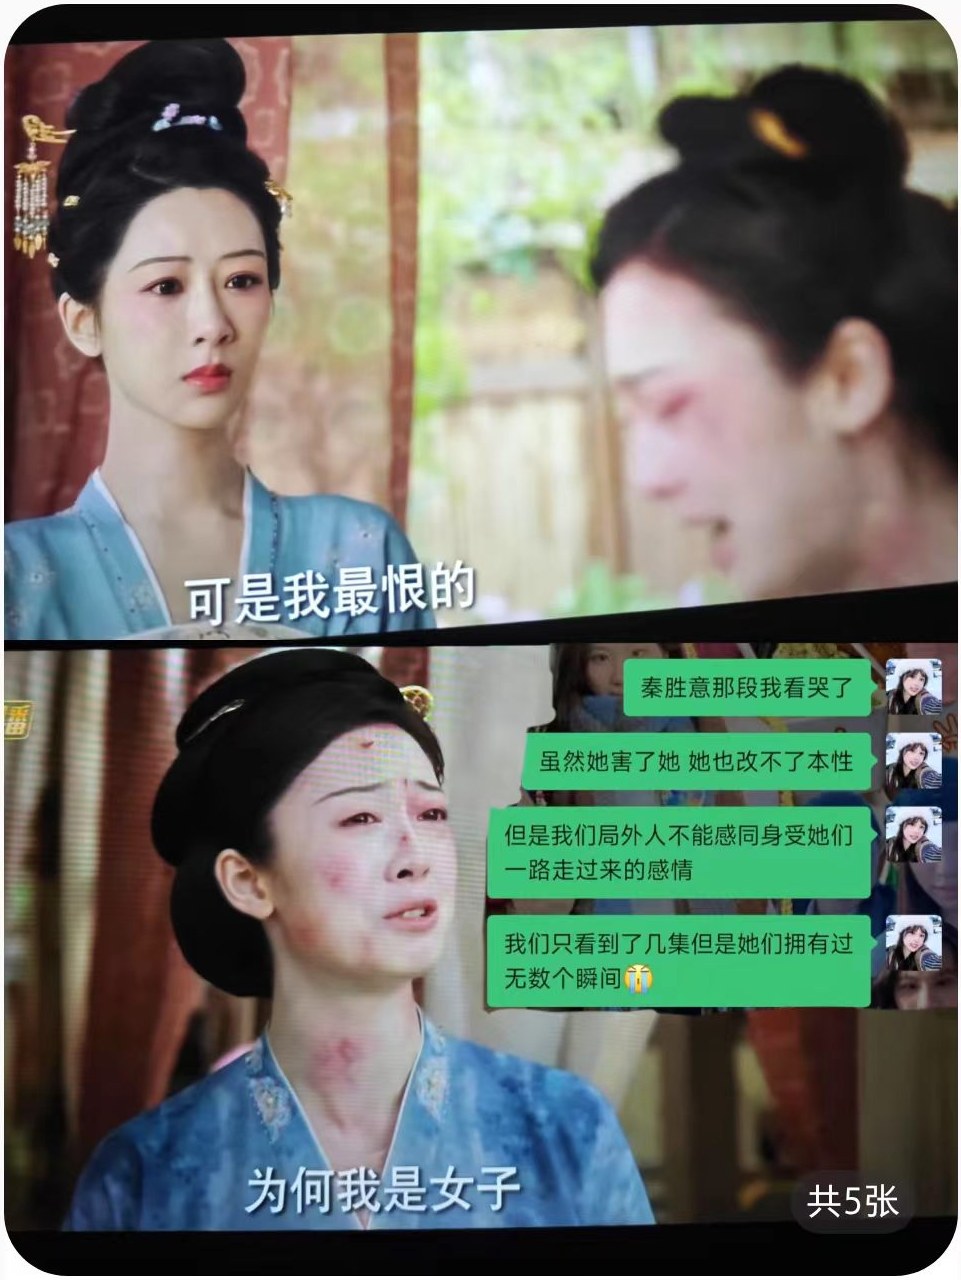 可是我最恨的
秦胜意那段我看哭了
虽然她害了她 她也改不了本性
但是我们局外人不能感同身受她们
一路走过来的感情
我们只看到了几集但是她们拥有过
无数个瞬间😭
为何我是女子
共5张